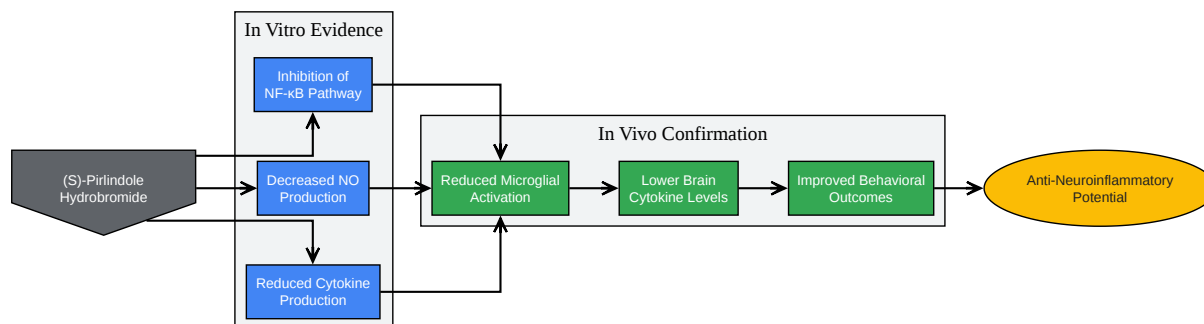 In Vitro Evidence
Inhibition of
NF-κB Pathway
In Vivo Confirmation
(S)-Pirlindole
Hydrobromide
Decreased NO
Production
Reduced Microglial
Activation
Lower Brain
Cytokine Levels
Improved Behavioral
Outcomes
Anti-Neuroinflammatory
Potential
Reduced Cytokine
Production